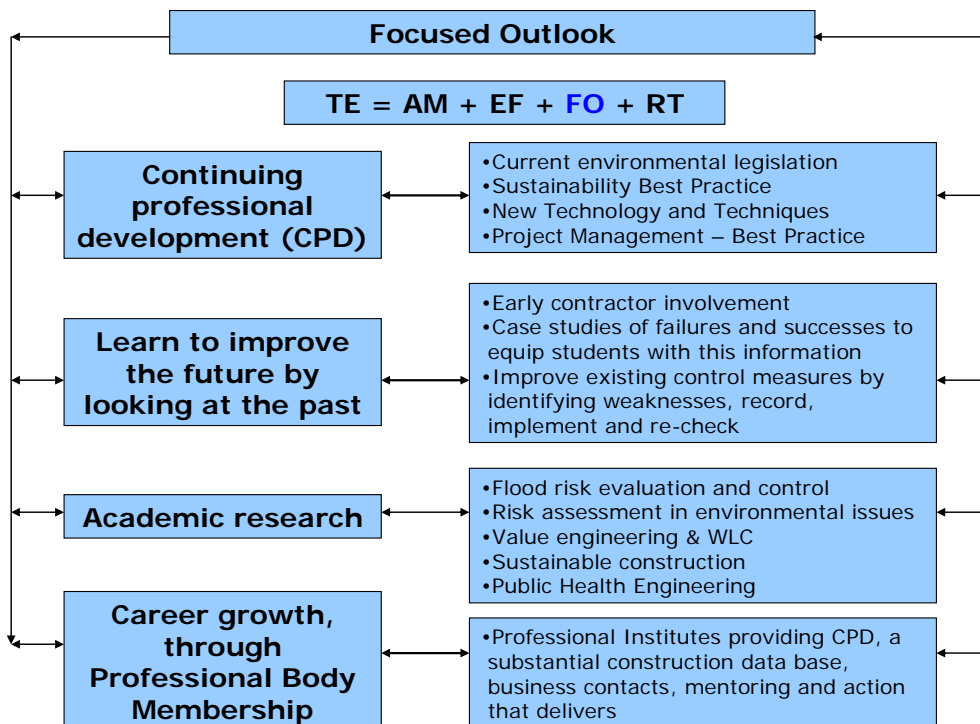 Focused Outlook
TE = AM + EF + FO + RT
Continuing
professional
development (CPD)
•Current environmental legislation
•Sustainability Best Practice
•New Technology and Techniques
•Project Management – Best Practice
Learn to improve
the future by
looking at the past
•Early contractor involvement
•Case studies of failures and successes to
equip students with this information
•Improve existing control measures by
identifying weaknesses, record,
implement and re-check
Academic research
•Flood risk evaluation and control
•Risk assessment in environmental issues
•Value engineering & WLC
•Sustainable construction
•Public Health Engineering
Career growth,
through
Professional Body
Membership
•Professional Institutes providing CPD, a
substantial construction data base,
business contacts, mentoring and action
that delivers